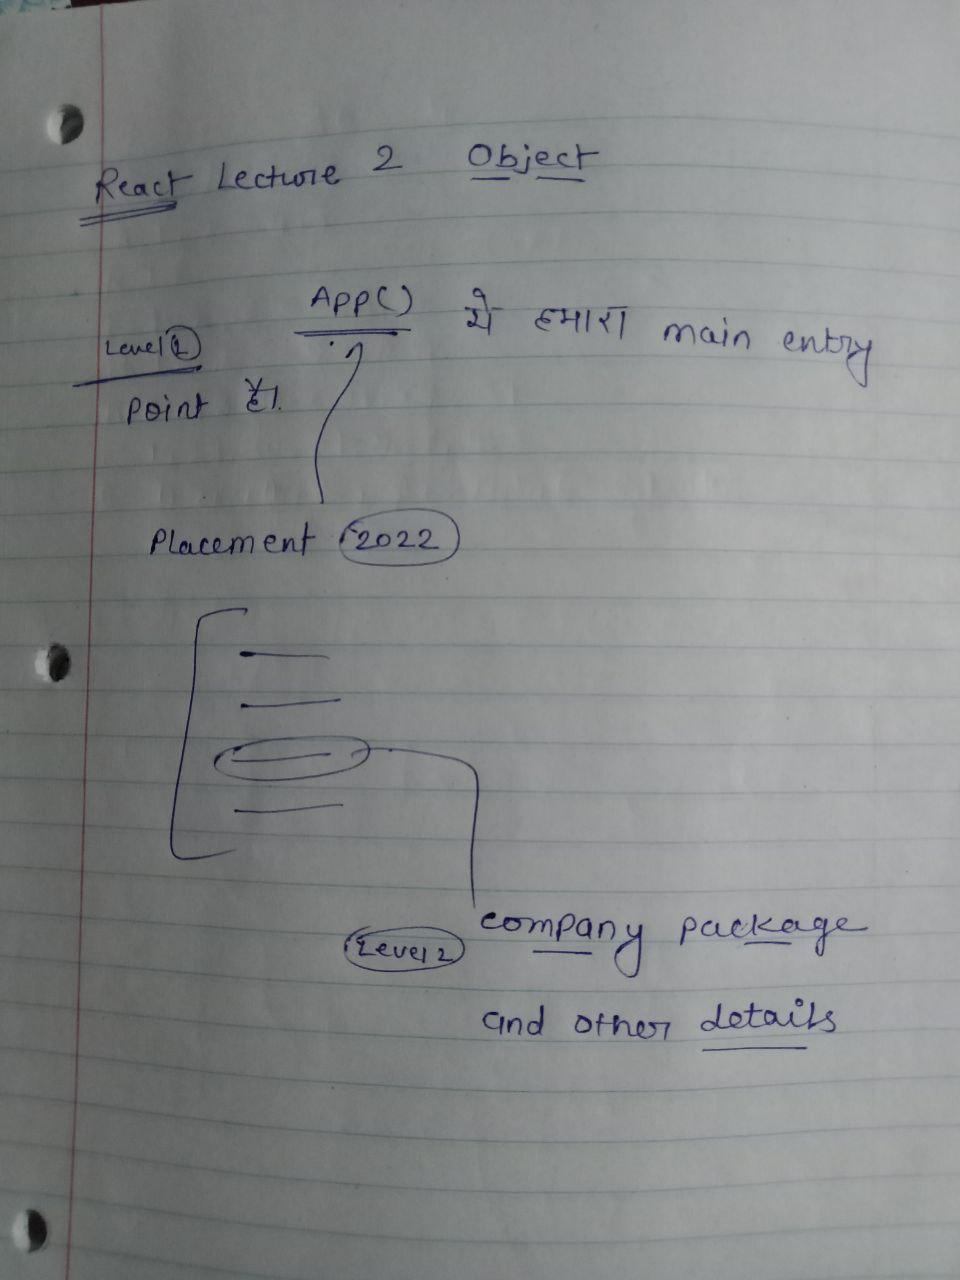 React Lecture 2 Object
App() ये हमारा main entry
Level 1
Point है।
Placement 2022
Level 2 company package
and other details